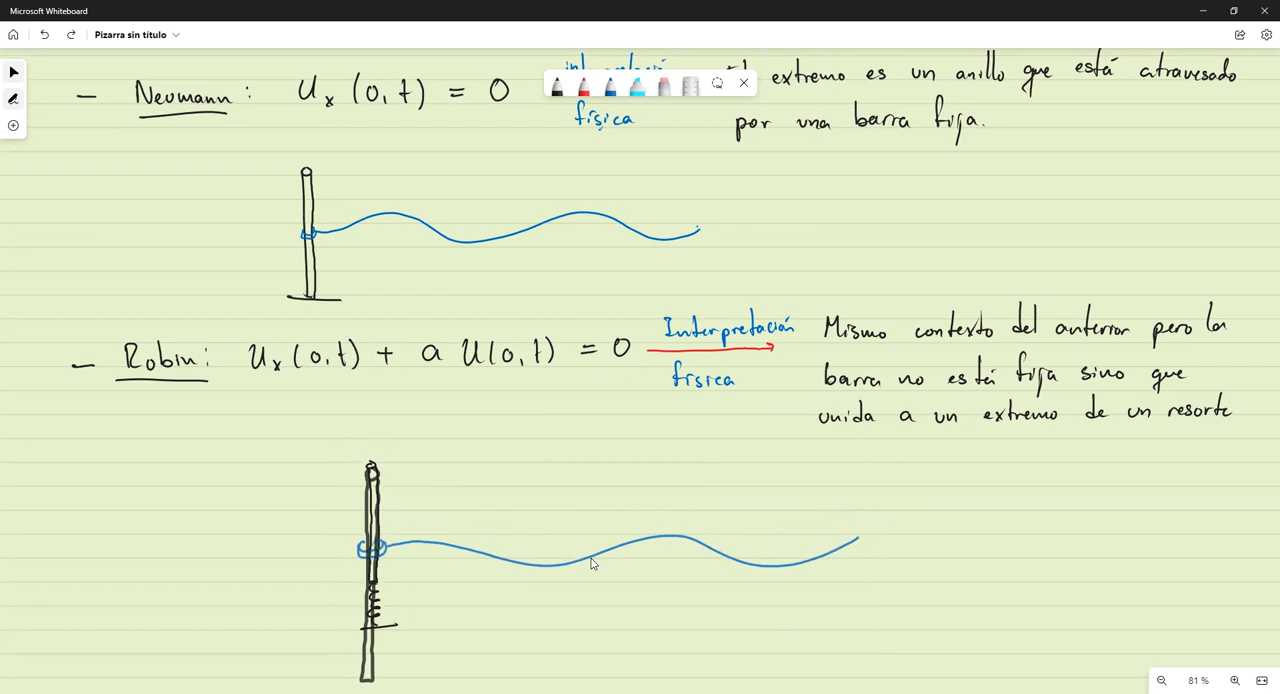 Microsoft Whiteboard
Pizarra sin título
- Neumann: Ux (0,t) = 0
física
extremo es un anillo que está atravesado
por una barra fija.
- Robin: Ux (0,t) + a U(0,t) = 0
Interpretación
física
Mismo contexto del anterior pero la
barra no está fija sino que
unida a un extremo de un resorte
81 %